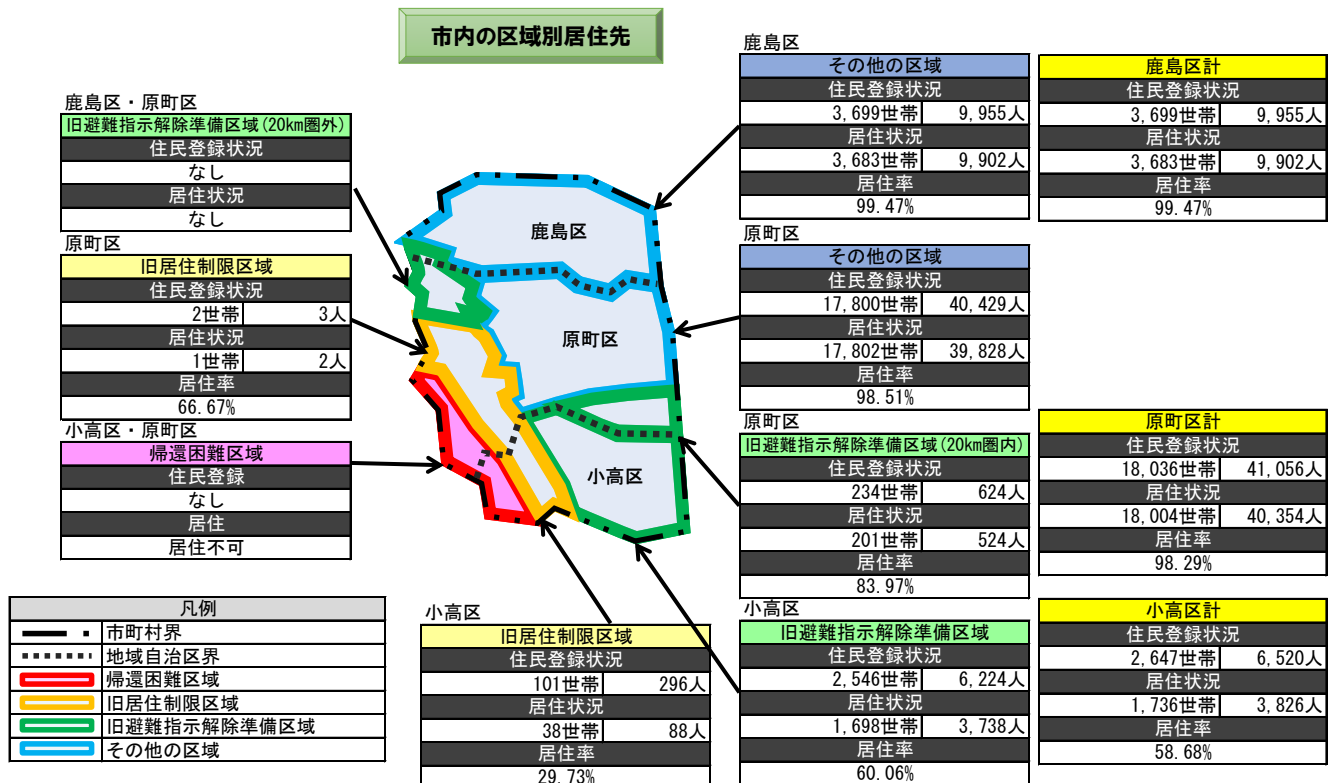 市内の区域別居住先
鹿島区・原町区
旧避難指示解除準備区域(20km圏外)
住民登録状況
なし
居住状況
なし
原町区
旧居住制限区域
住民登録状況
2世帯 3人
居住状況
1世帯 2人
居住率
66.67%
小高区・原町区
帰還困難区域
住民登録
なし
居住
居住不可
鹿島区
原町区
小高区
鹿島区
その他の区域
住民登録状況
3,699世帯 9,955人
居住状況
3,683世帯 9,902人
居住率
99.47%
鹿島区計
住民登録状況
3,699世帯 9,955人
居住状況
3,683世帯 9,902人
居住率
99.47%
原町区
その他の区域
住民登録状況
17,800世帯 40,429人
居住状況
17,802世帯 39,828人
居住率
98.51%
原町区
旧避難指示解除準備区域(20km圏内)
住民登録状況
234世帯 624人
居住状況
201世帯 524人
居住率
83.97%
原町区計
住民登録状況
18,036世帯 41,056人
居住状況
18,004世帯 40,354人
居住率
98.29%
凡例
市町村界
地域自治区界
帰還困難区域
旧居住制限区域
旧避難指示解除準備区域
その他の区域
小高区
旧居住制限区域
住民登録状況
101世帯 296人
居住状況
38世帯 88人
居住率
29.73%
小高区
旧避難指示解除準備区域
住民登録状況
2,546世帯 6,224人
居住状況
1,698世帯 3,738人
居住率
60.06%
小高区計
住民登録状況
2,647世帯 6,520人
居住状況
1,736世帯 3,826人
居住率
58.68%